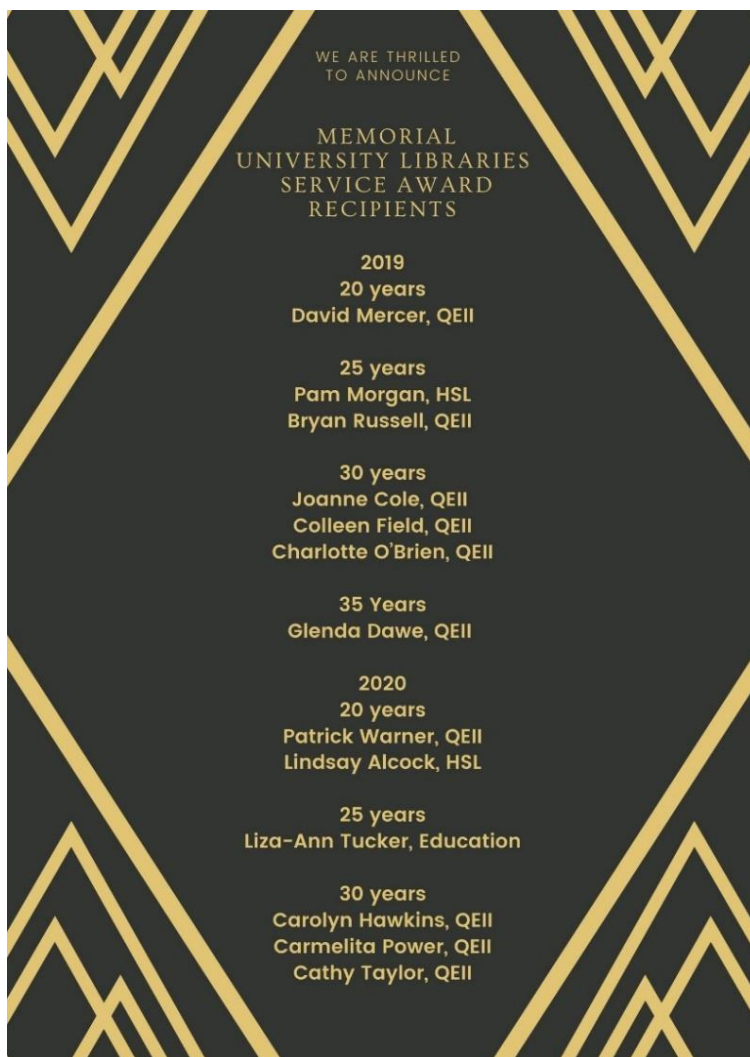 WE ARE THRILLED
TO ANNOUNCE
MEMORIAL
UNIVERSITY LIBRARIES
SERVICE AWARD
RECIPIENTS
2019
20 years
David Mercer, QEII
25 years
Pam Morgan, HSL
Bryan Russell, QEII
30 years
Joanne Cole, QEII
Colleen Field, QEII
Charlotte O'Brien, QEII
35 Years
Glenda Dawe, QEII
2020
20 years
Patrick Warner, QEII
Lindsay Alcock, HSL
25 years
Liza-Ann Tucker, Education
30 years
Carolyn Hawkins, QEII
Carmelita Power, QEII
Cathy Taylor, QEII